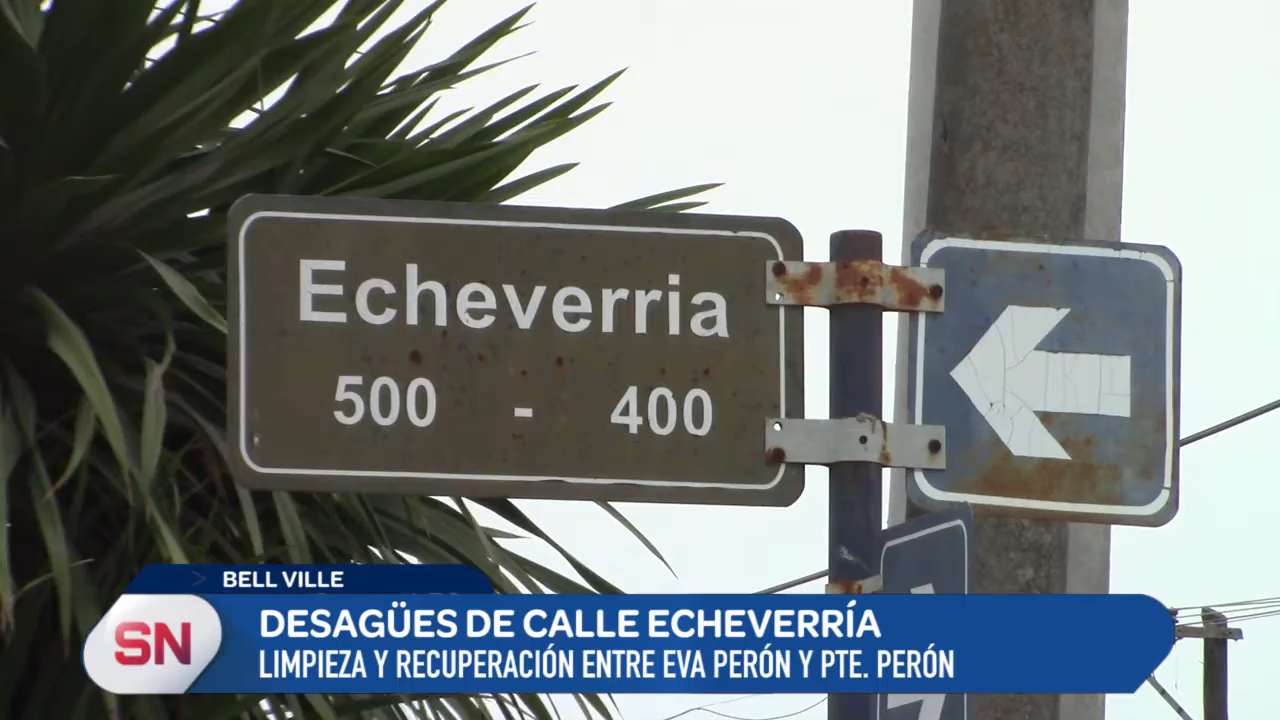 Echeverria
500 - 400
> BELL VILLE
SN
DESAGÜES DE CALLE ECHEVERRÍA
LIMPIEZA Y RECUPERACIÓN ENTRE EVA PERÓN Y PTE. PERÓN